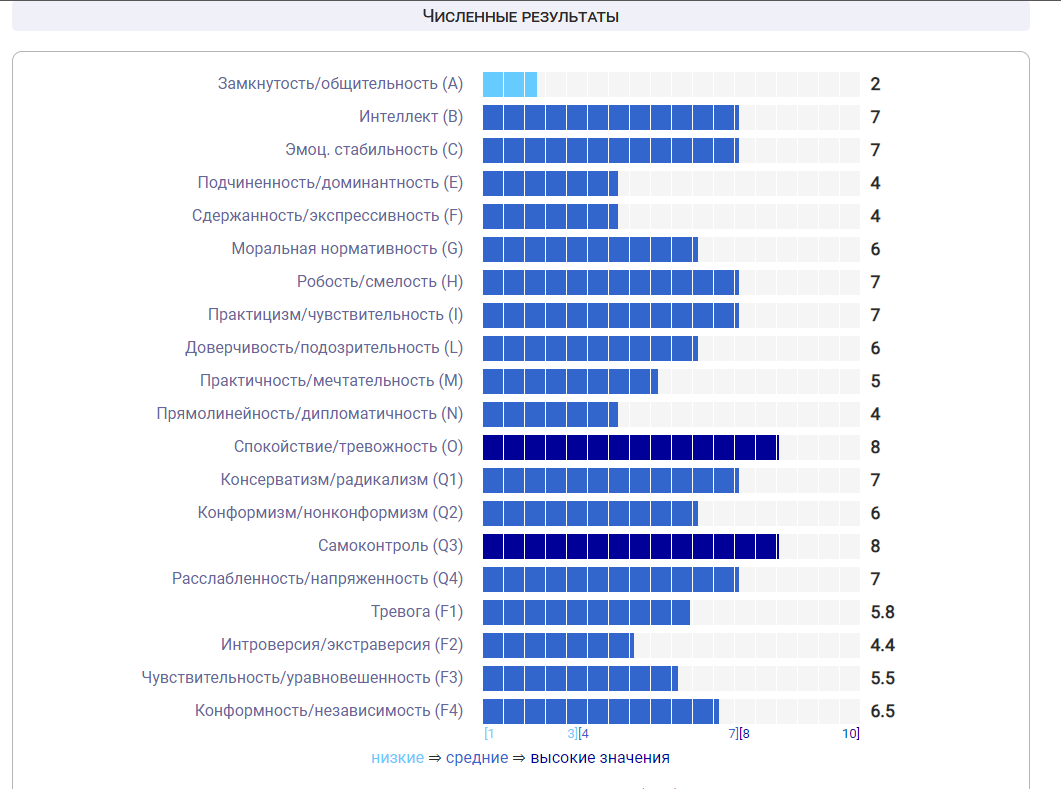 Численные результаты
Замкнутость/общительность (A) 2
Интеллект (B) 7
Эмоц. стабильность (C) 7
Подчиненность/доминантность (E) 4
Сдержанность/экспрессивность (F) 4
Моральная нормативность (G) 6
Робость/смелость (H) 7
Практицизм/чувствительность (I) 7
Доверчивость/подозрительность (L) 6
Практичность/мечтательность (M) 5
Прямолинейность/дипломатичность (N) 4
Спокойствие/тревожность (O) 8
Консерватизм/радикализм (Q1) 7
Конформизм/нонконформизм (Q2) 6
Самоконтроль (Q3) 8
Расслабленность/напряженность (Q4) 7
Тревога (F1) 5.8
Интроверсия/экстраверсия (F2) 4.4
Чувствительность/уравновешенность (F3) 5.5
Конформность/независимость (F4) 6.5
[1 3][4 7][8 10]
низкие ⇒ средние ⇒ высокие значения